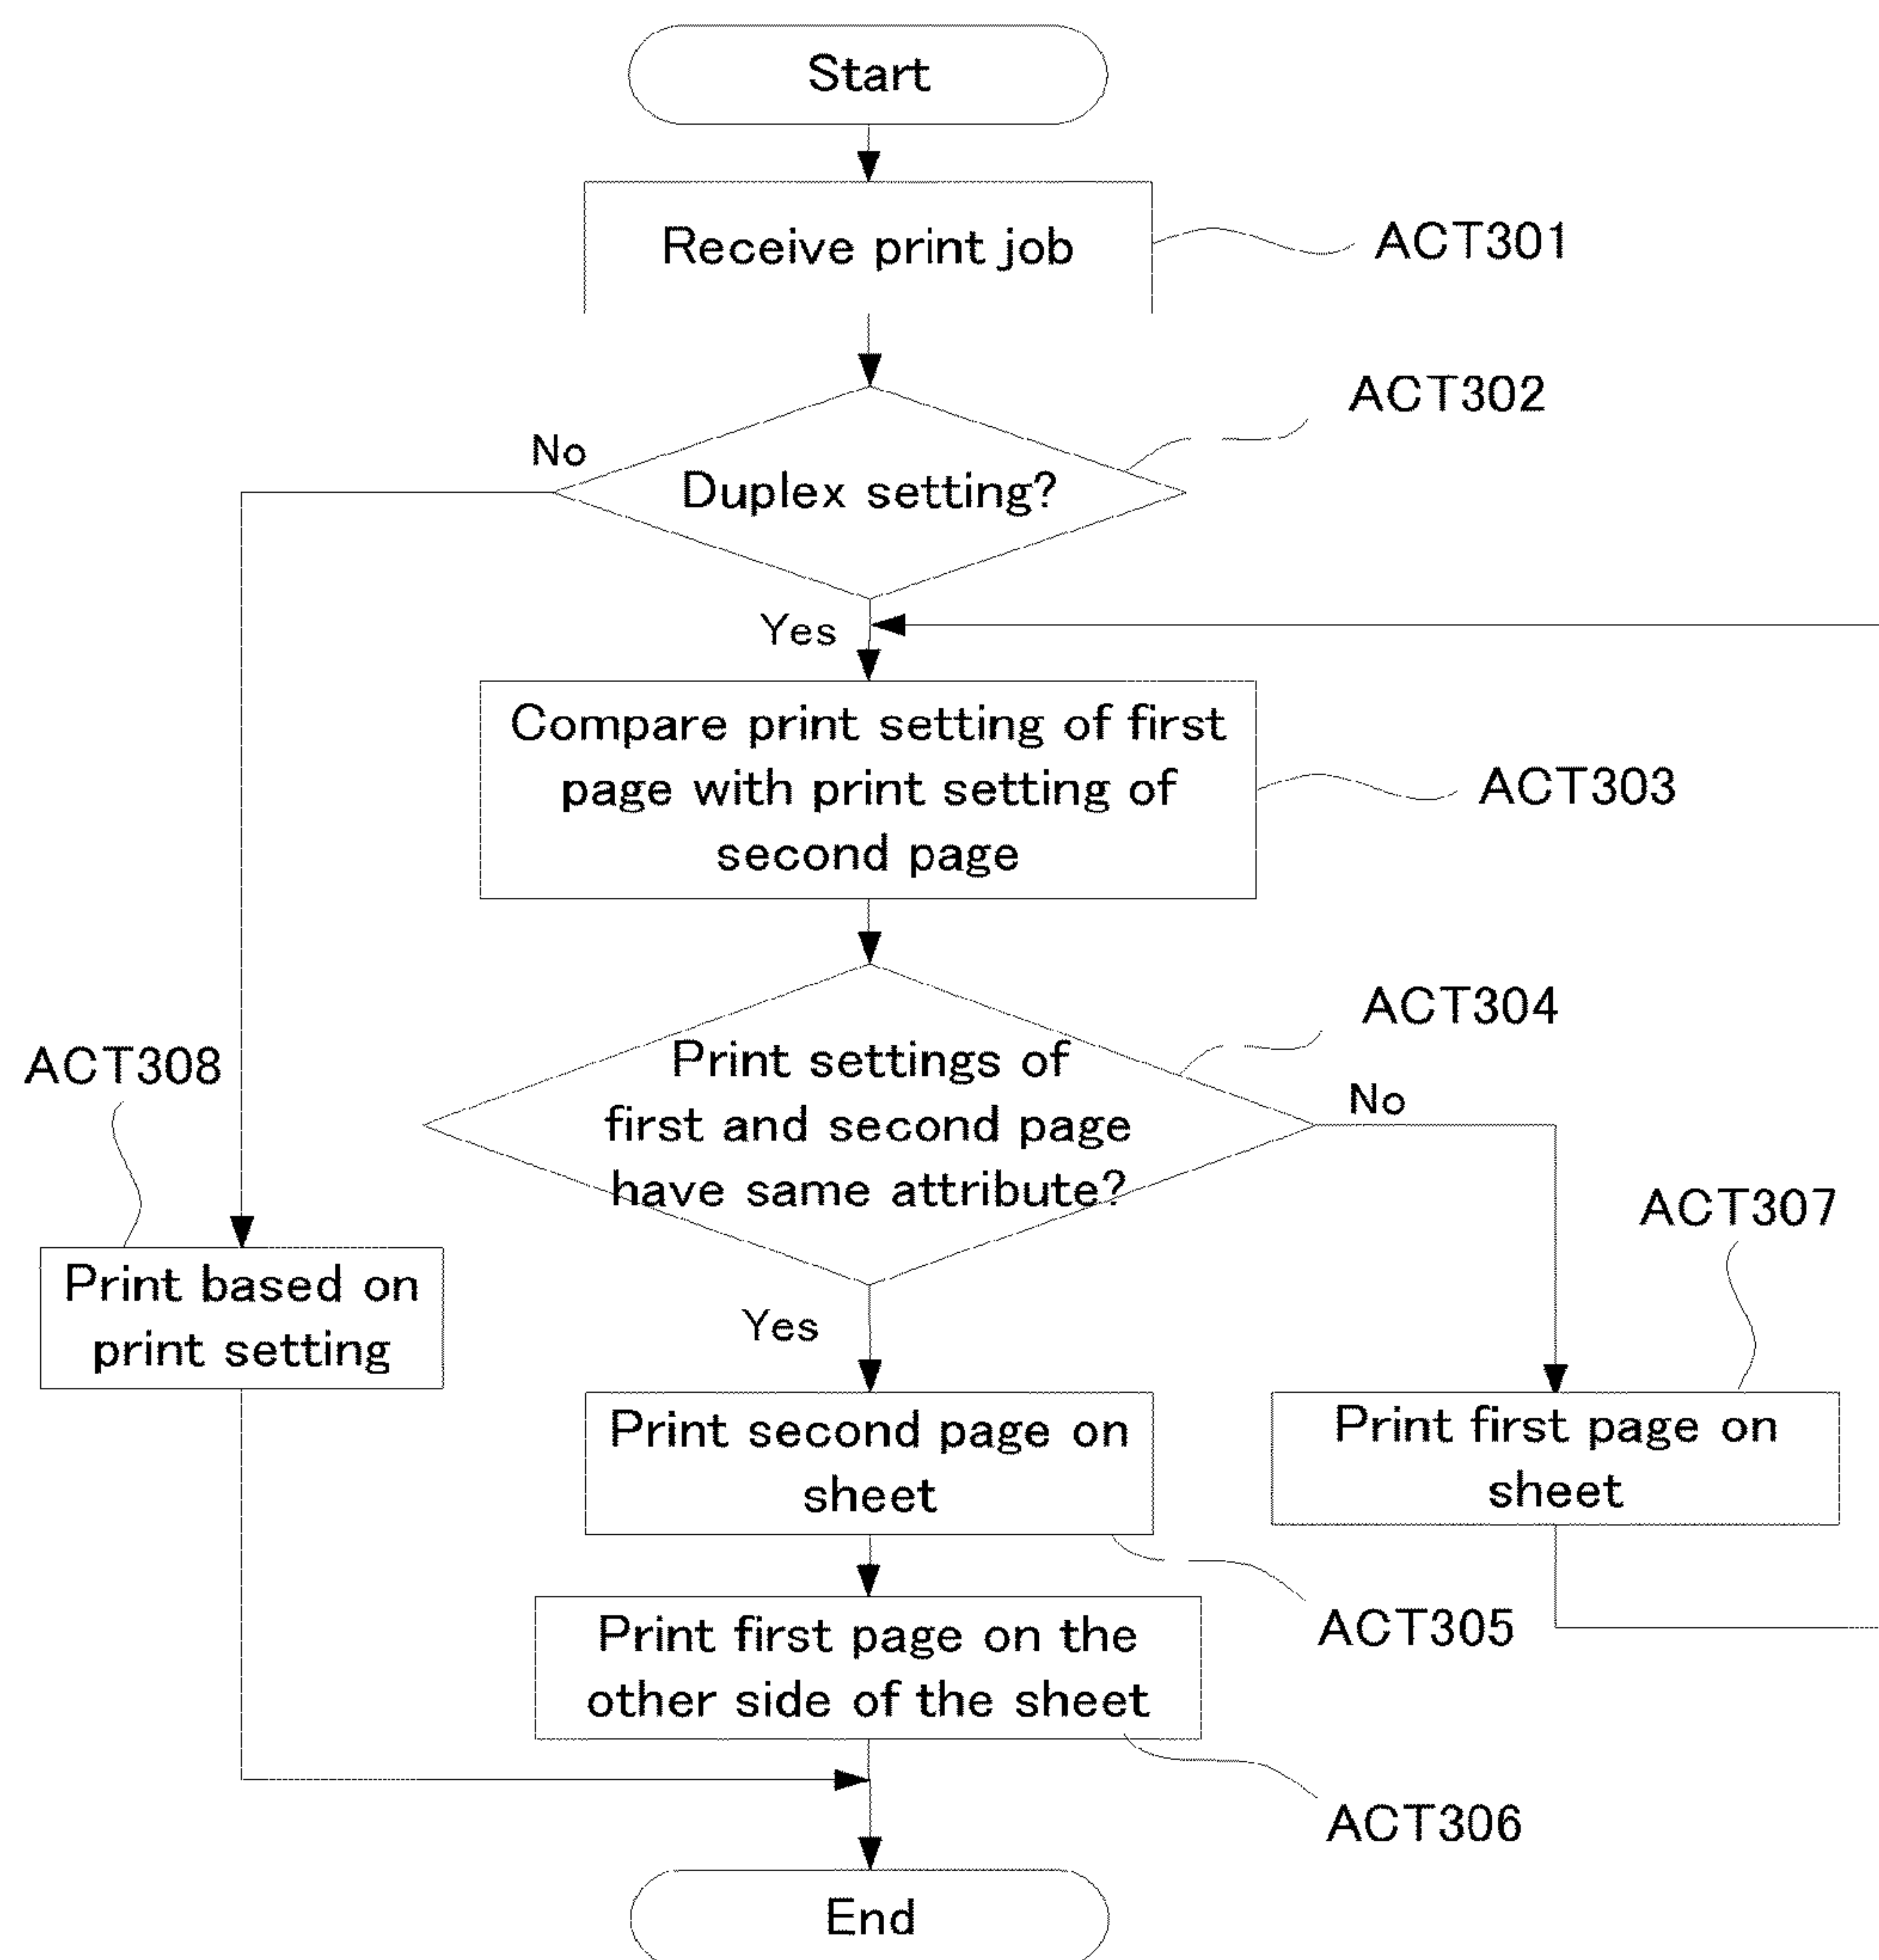 Start
Receive print job
ACT301
ACT302
No
Duplex setting?
Yes
Compare print setting of first
page with print setting of
second page
ACT303
ACT304
Print settings of
first and second page
have same attribute?
No
ACT308
Print based on
print setting
Yes
ACT307
Print second page on
sheet
Print first page on
sheet
ACT305
Print first page on the
other side of the sheet
ACT306
End